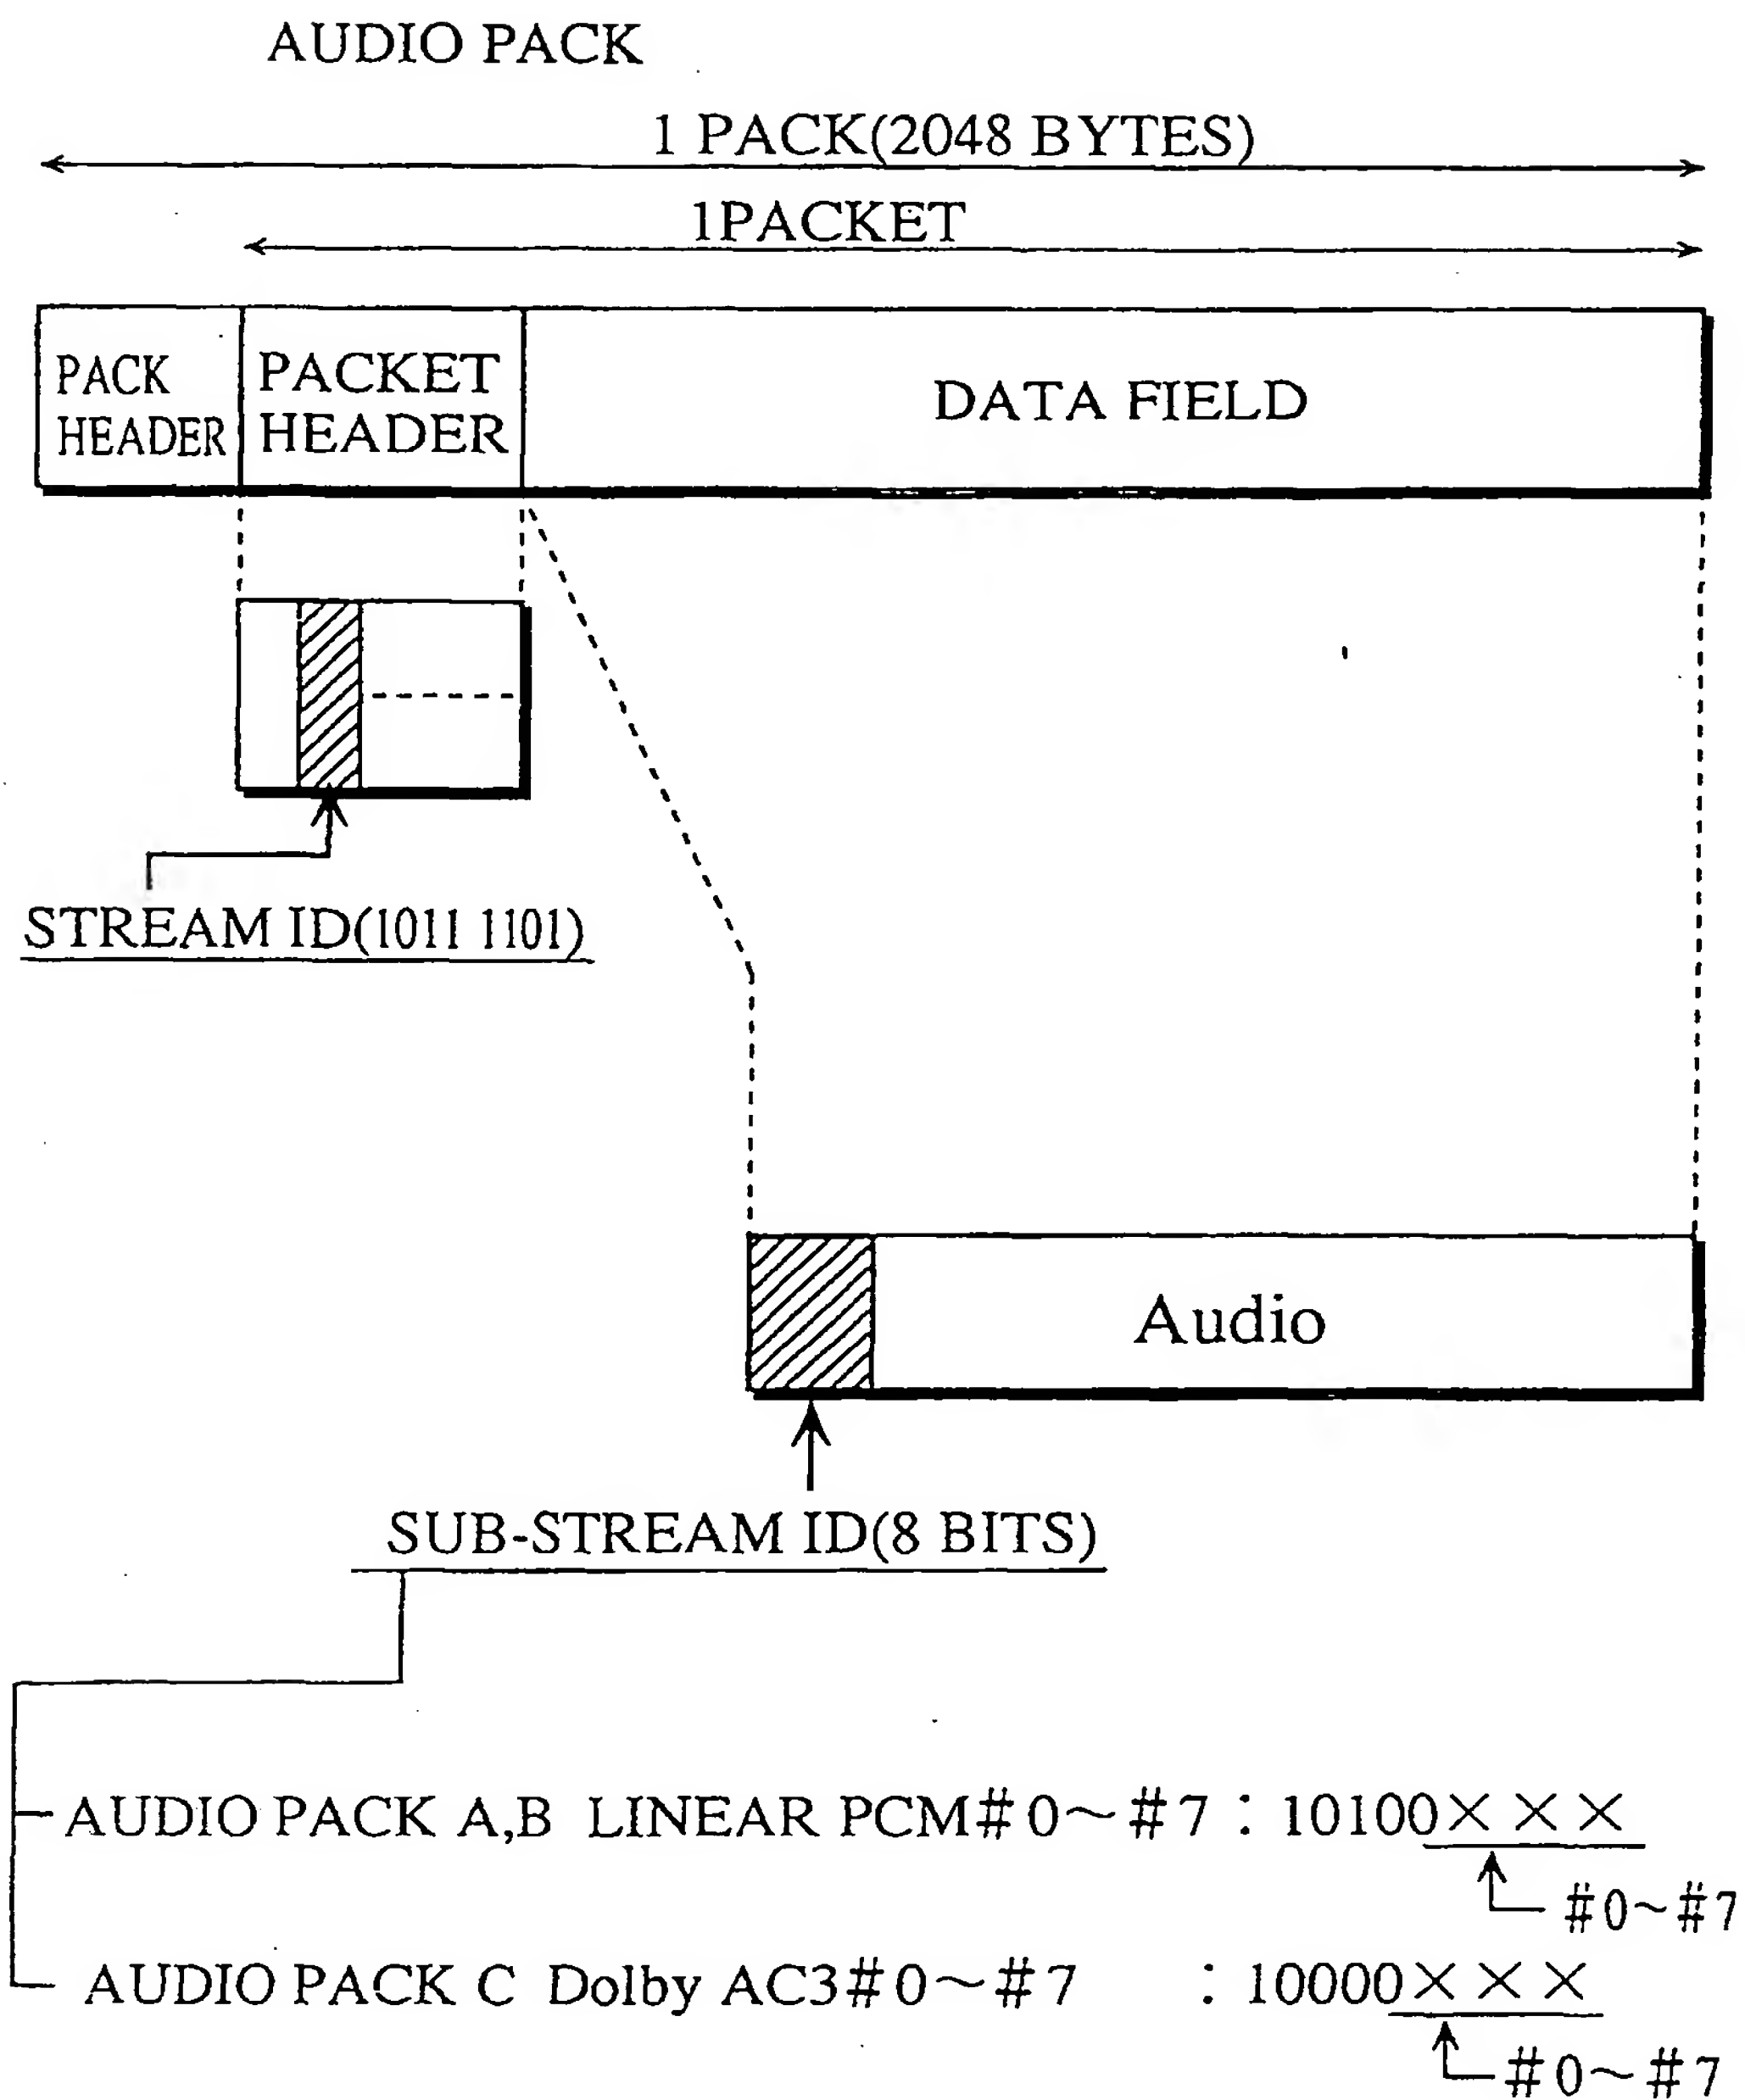 AUDIO PACK
1 PACK(2048 BYTES)
1PACKET
PACK
HEADER
PACKET
HEADER
DATA FIELD
STREAM ID(1011 1101)
Audio
SUB-STREAM ID(8 BITS)
AUDIO PACK A,B LINEAR PCM#0~#7 : 10100×××
#0~#7
AUDIO PACK C Dolby AC3#0~#7 : 10000×××
#0~#7